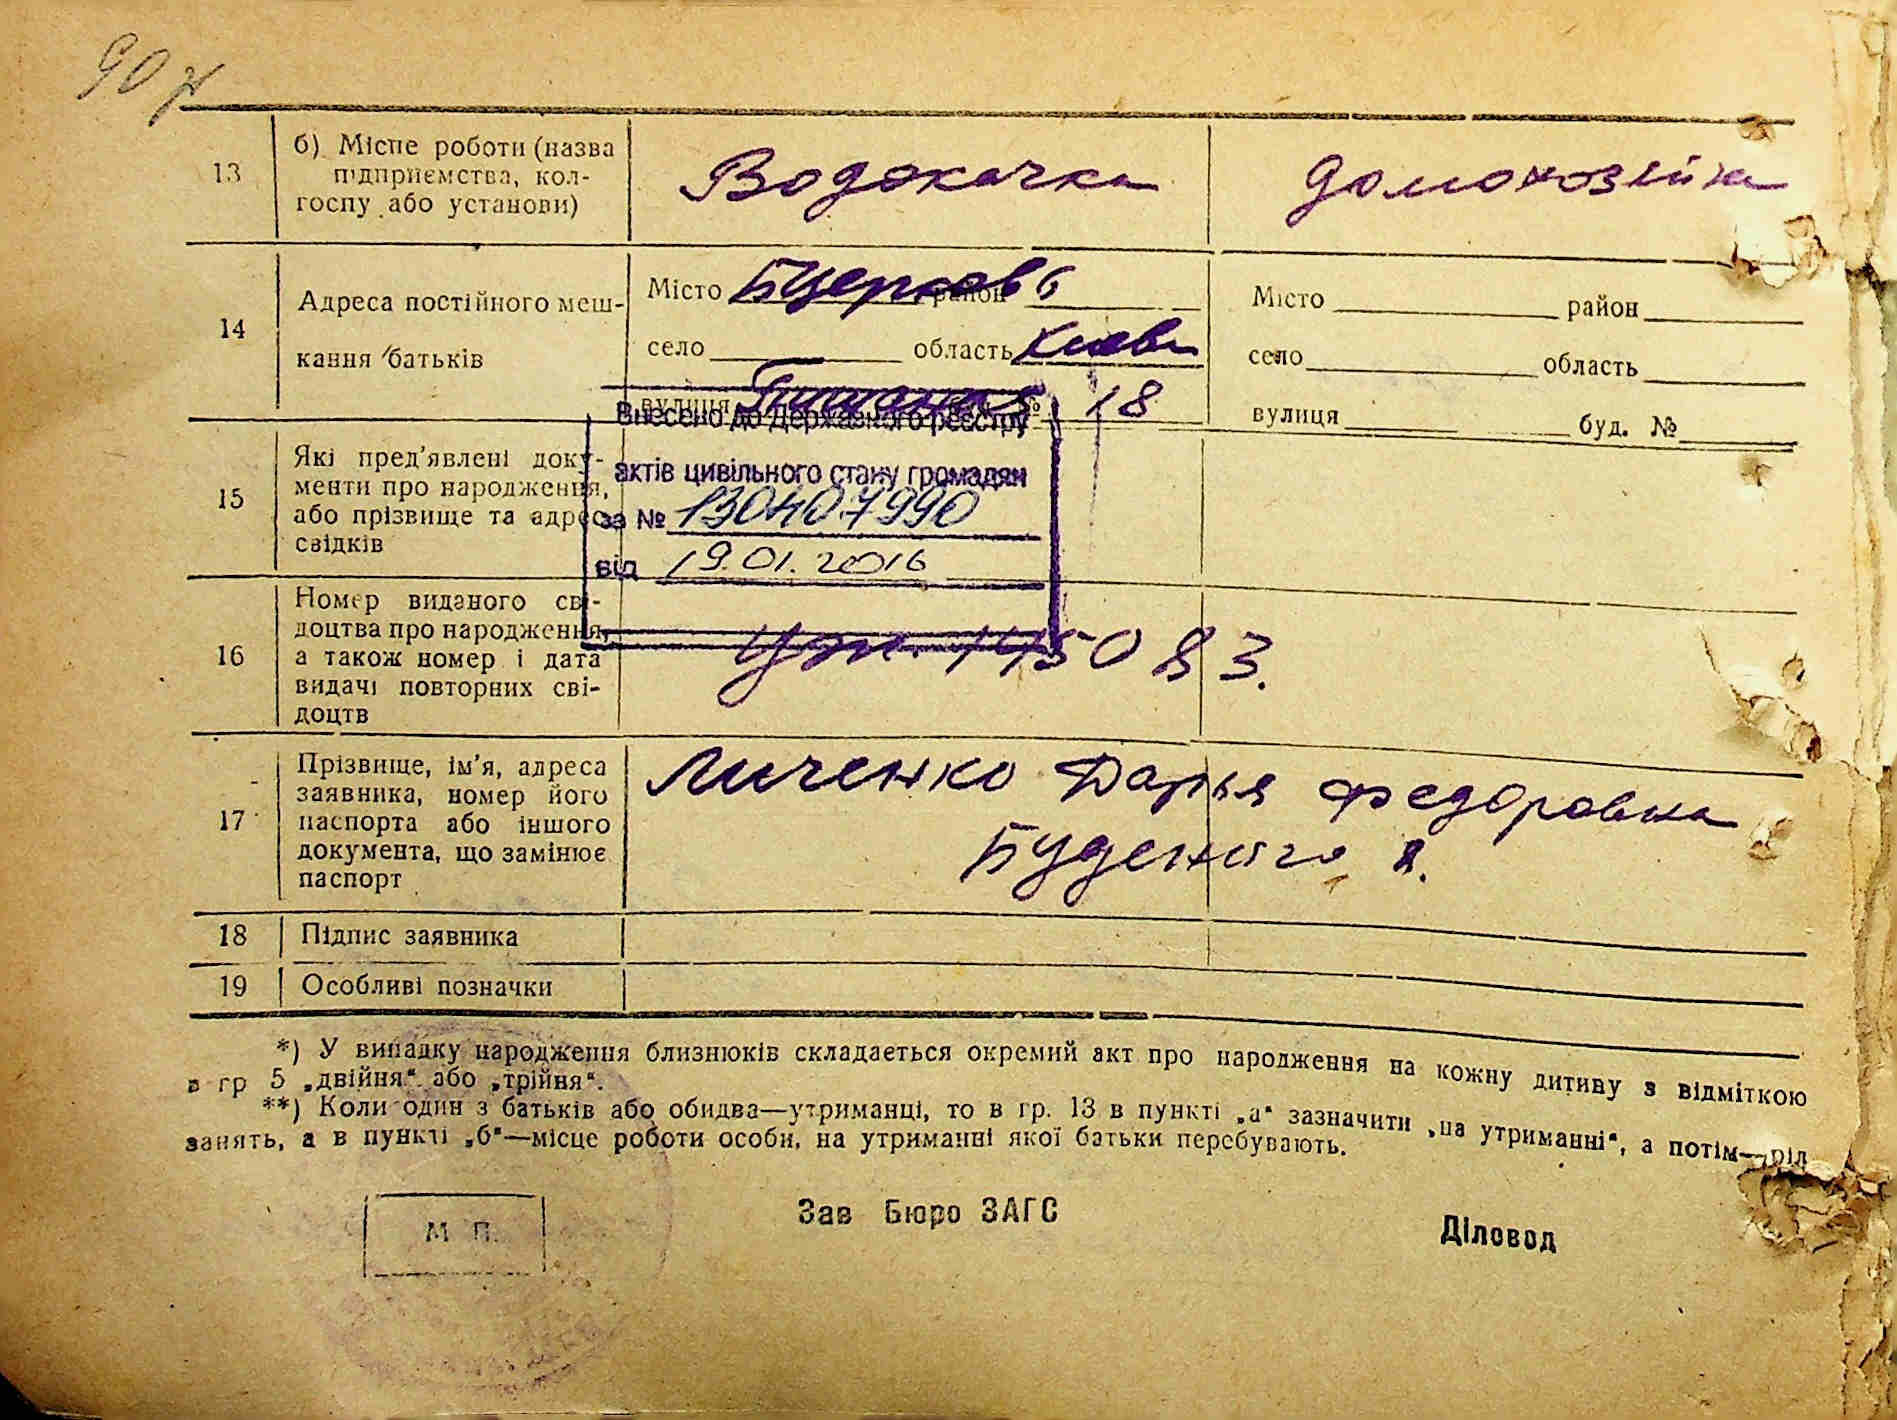 13
б) Місце роботи (назва
підприємства, кол-
госпу або установи)
Водокачка
домохозяйка
14
Адреса постійного меш-
кання батьків
Місто Бцерковь район
село область Киевс
вулиця № 18
Місто район
село область
вулиця буд. №
Внесено до Державного реєстру
актів цивільного стану громадян
за № 130407990
від 19.01.2016
15
Які пред'явлені доку-
менти про народження,
або прізвище та адрес
свідків
16
Номер виданого сві-
доцтва про народження,
а також номер і дата
видачі повторних сві-
доцтв
145083.
17
Прізвище, ім'я, адреса
заявника, номер його
паспорта або іншого
документа, що замінює
паспорт
Личенко Дарья Федоровна
Буденого
18
Підпис заявника
19
Особливі позначки
*) У випадку народження близнюків складається окремий акт про народження на кожну дитину з відміткою
в гр 5 „двійня“ або „трійня“.
**) Коли один з батьків або обидва—утриманці, то в гр. 13 в пункті „а“ зазначити „на утриманні“, а потім—рід
занять, а в пункті „б“—місце роботи особи, на утриманні якої батьки перебувають.
М П.
Зав Бюро ЗАГС
Діловод